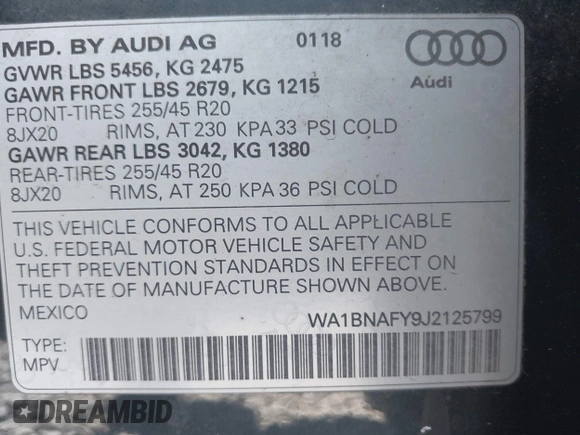 MFD. BY AUDI AG 0118
GVWR LBS 5456, KG 2475
GAWR FRONT LBS 2679, KG 1215
FRONT-TIRES 255/45 R20
8JX20 RIMS, AT 230 KPA 33 PSI COLD
GAWR REAR LBS 3042, KG 1380
REAR-TIRES 255/45 R20
8JX20 RIMS, AT 250 KPA 36 PSI COLD
Audi
THIS VEHICLE CONFORMS TO ALL APPLICABLE
U.S. FEDERAL MOTOR VEHICLE SAFETY AND
THEFT PREVENTION STANDARDS IN EFFECT ON
THE DATE OF MANUFACTURE SHOWN ABOVE.
MEXICO WA1BNAFY9J2125799
TYPE:
MPV
DREAMBID